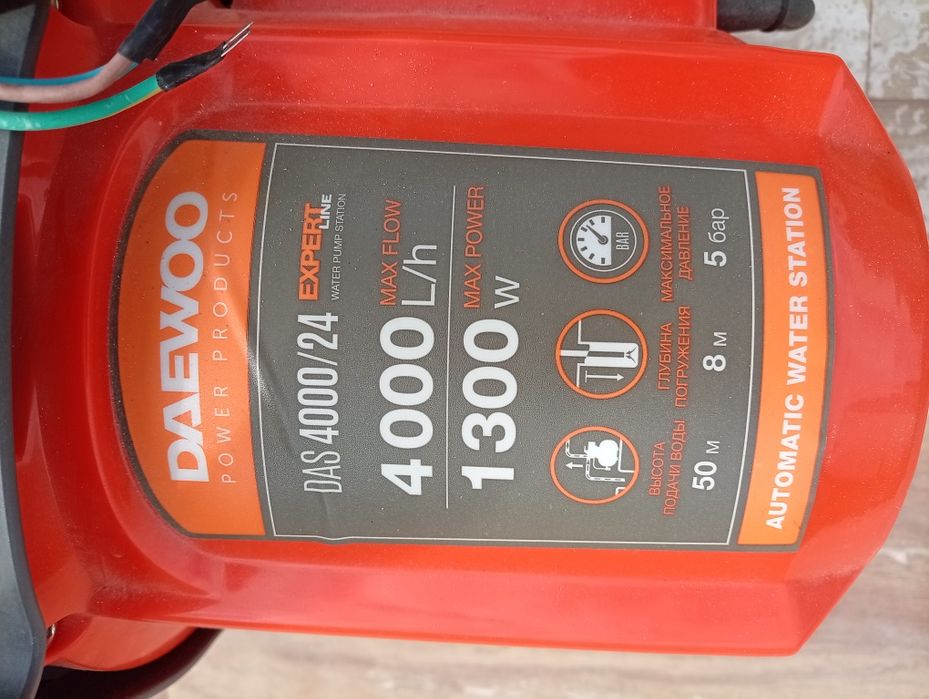 DAEWOO
POWER PRODUCTS
DAS 4000/24
EXPERT
LINE
WATER PUMP STATION
MAX FLOW
4000 L/h
MAX POWER
1300 W
BAR
ВЫСОТА
ПОДАЧИ ВОДЫ
50 м
ГЛУБИНА
ПОГРУЖЕНИЯ
8 м
МАКСИМАЛЬНОЕ
ДАВЛЕНИЕ
5 бар
AUTOMATIC WATER STATION